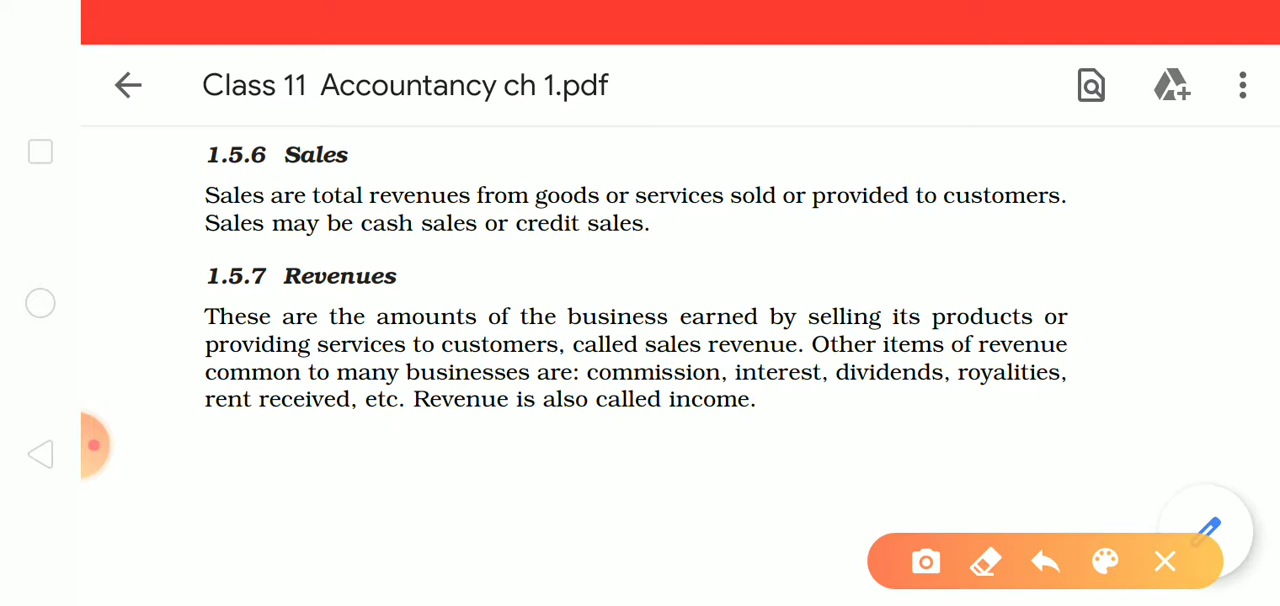 Class 11 Accountancy ch 1.pdf
1.5.6 Sales
Sales are total revenues from goods or services sold or provided to customers.
Sales may be cash sales or credit sales.
1.5.7 Revenues
These are the amounts of the business earned by selling its products or
providing services to customers, called sales revenue. Other items of revenue
common to many businesses are: commission, interest, dividends, royalities,
rent received, etc. Revenue is also called income.